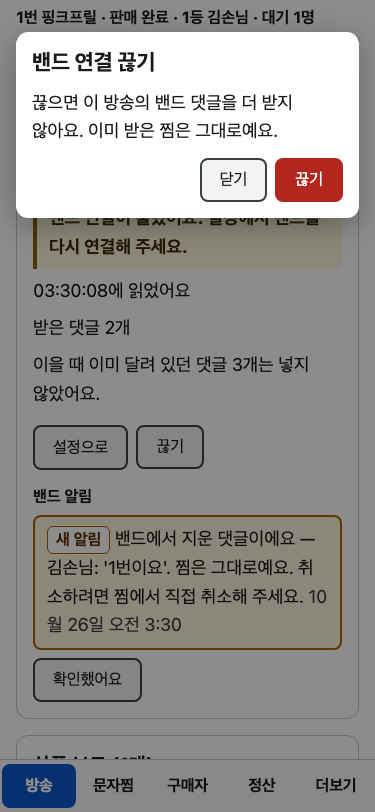 1번 핑크프릴 · 판매 완료 · 1등 김손님 · 대기 1명
밴드 연결 끊기
끊으면 이 방송의 밴드 댓글을 더 받지
않아요. 이미 받은 찜은 그대로예요.
닫기
끊기
다시 연결해 주세요.
03:30:08에 읽었어요
받은 댓글 2개
이을 때 이미 달려 있던 댓글 3개는 넣지
않았어요.
설정으로
끊기
밴드 알림
새 알림 밴드에서 지운 댓글이에요 —
김손님: '1번이요'. 찜은 그대로예요. 취
소하려면 찜에서 직접 취소해 주세요. 10
월 26일 오전 3:30
확인했어요
방송
문자찜
구매자
정산
더보기